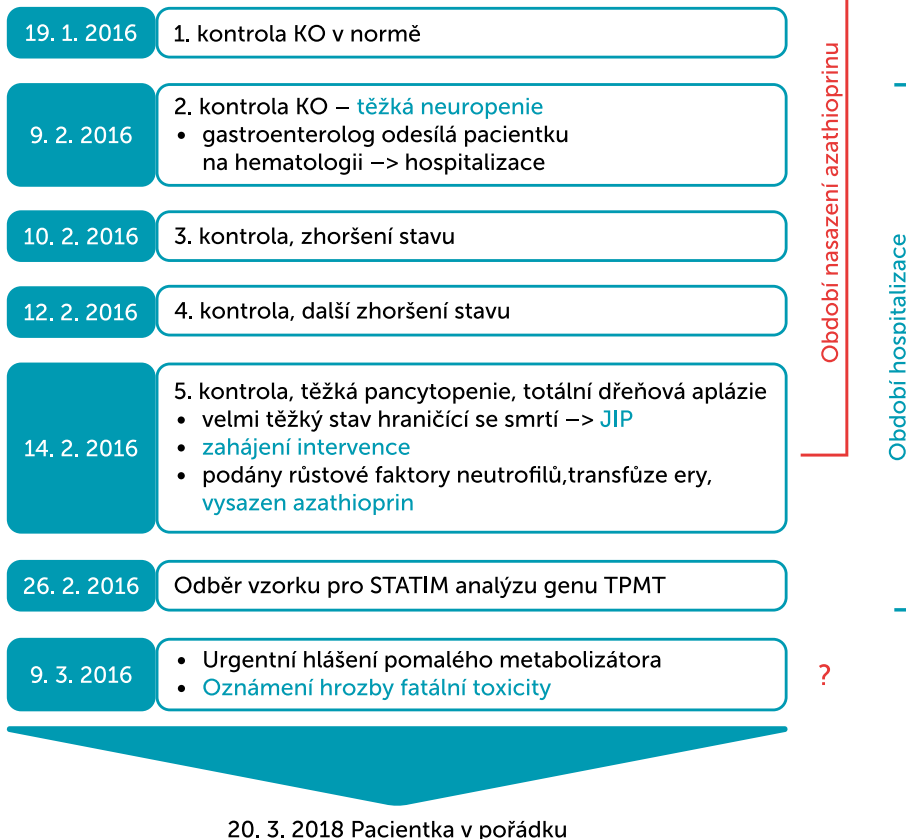 19. 1. 2016
1. kontrola KO v normě
9. 2. 2016
2. kontrola KO – těžká neuropenie
• gastroenterolog odesílá pacientku
na hematologii –> hospitalizace
10. 2. 2016
3. kontrola, zhoršení stavu
12. 2. 2016
4. kontrola, další zhoršení stavu
14. 2. 2016
5. kontrola, těžká pancytopenie, totální dřeňová aplázie
• velmi těžký stav hraničící se smrtí –> JIP
• zahájení intervence
• podány růstové faktory neutrofilů,transfúze ery,
vysazen azathioprin
26. 2. 2016
Odběr vzorku pro STATIM analýzu genu TPMT
9. 3. 2016
• Urgentní hlášení pomalého metabolizátora
• Oznámení hrozby fatální toxicity
?
Období nasazení azathioprinu
Období hospitalizace
20. 3. 2018 Pacientka v pořádku